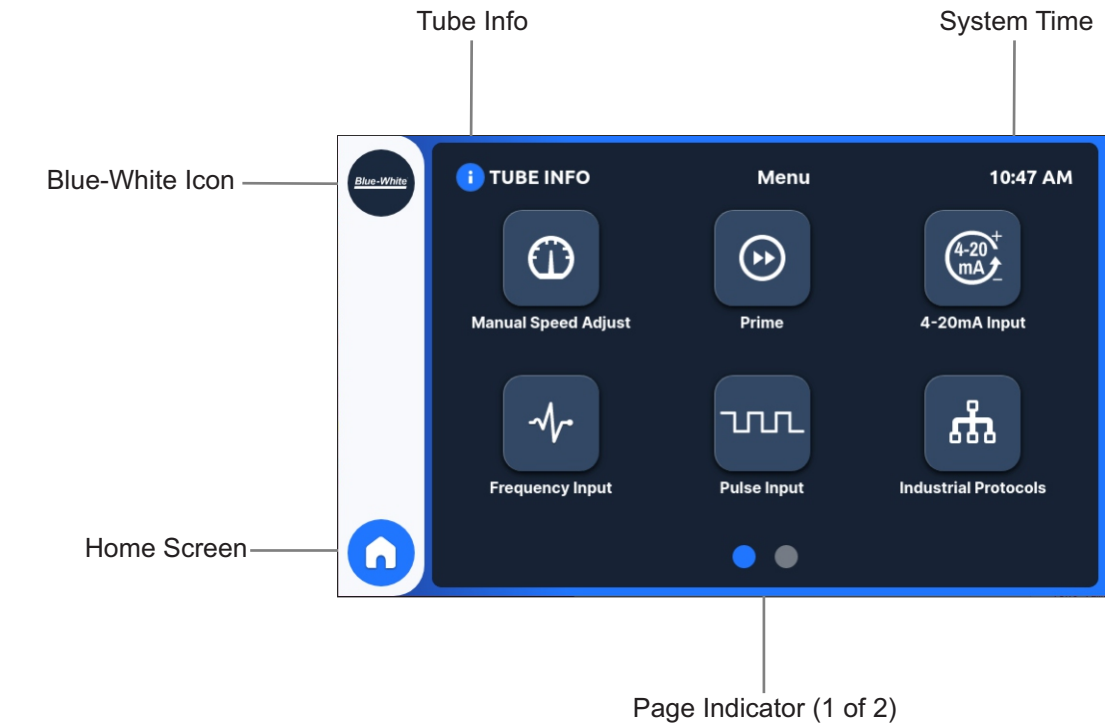 Tube Info
System Time
Blue-White Icon
Blue-White
i TUBE INFO
Menu
10:47 AM
4-20
mA
+
−
Manual Speed Adjust
Prime
4-20mA Input
Frequency Input
Pulse Input
Industrial Protocols
Home Screen
Page Indicator (1 of 2)